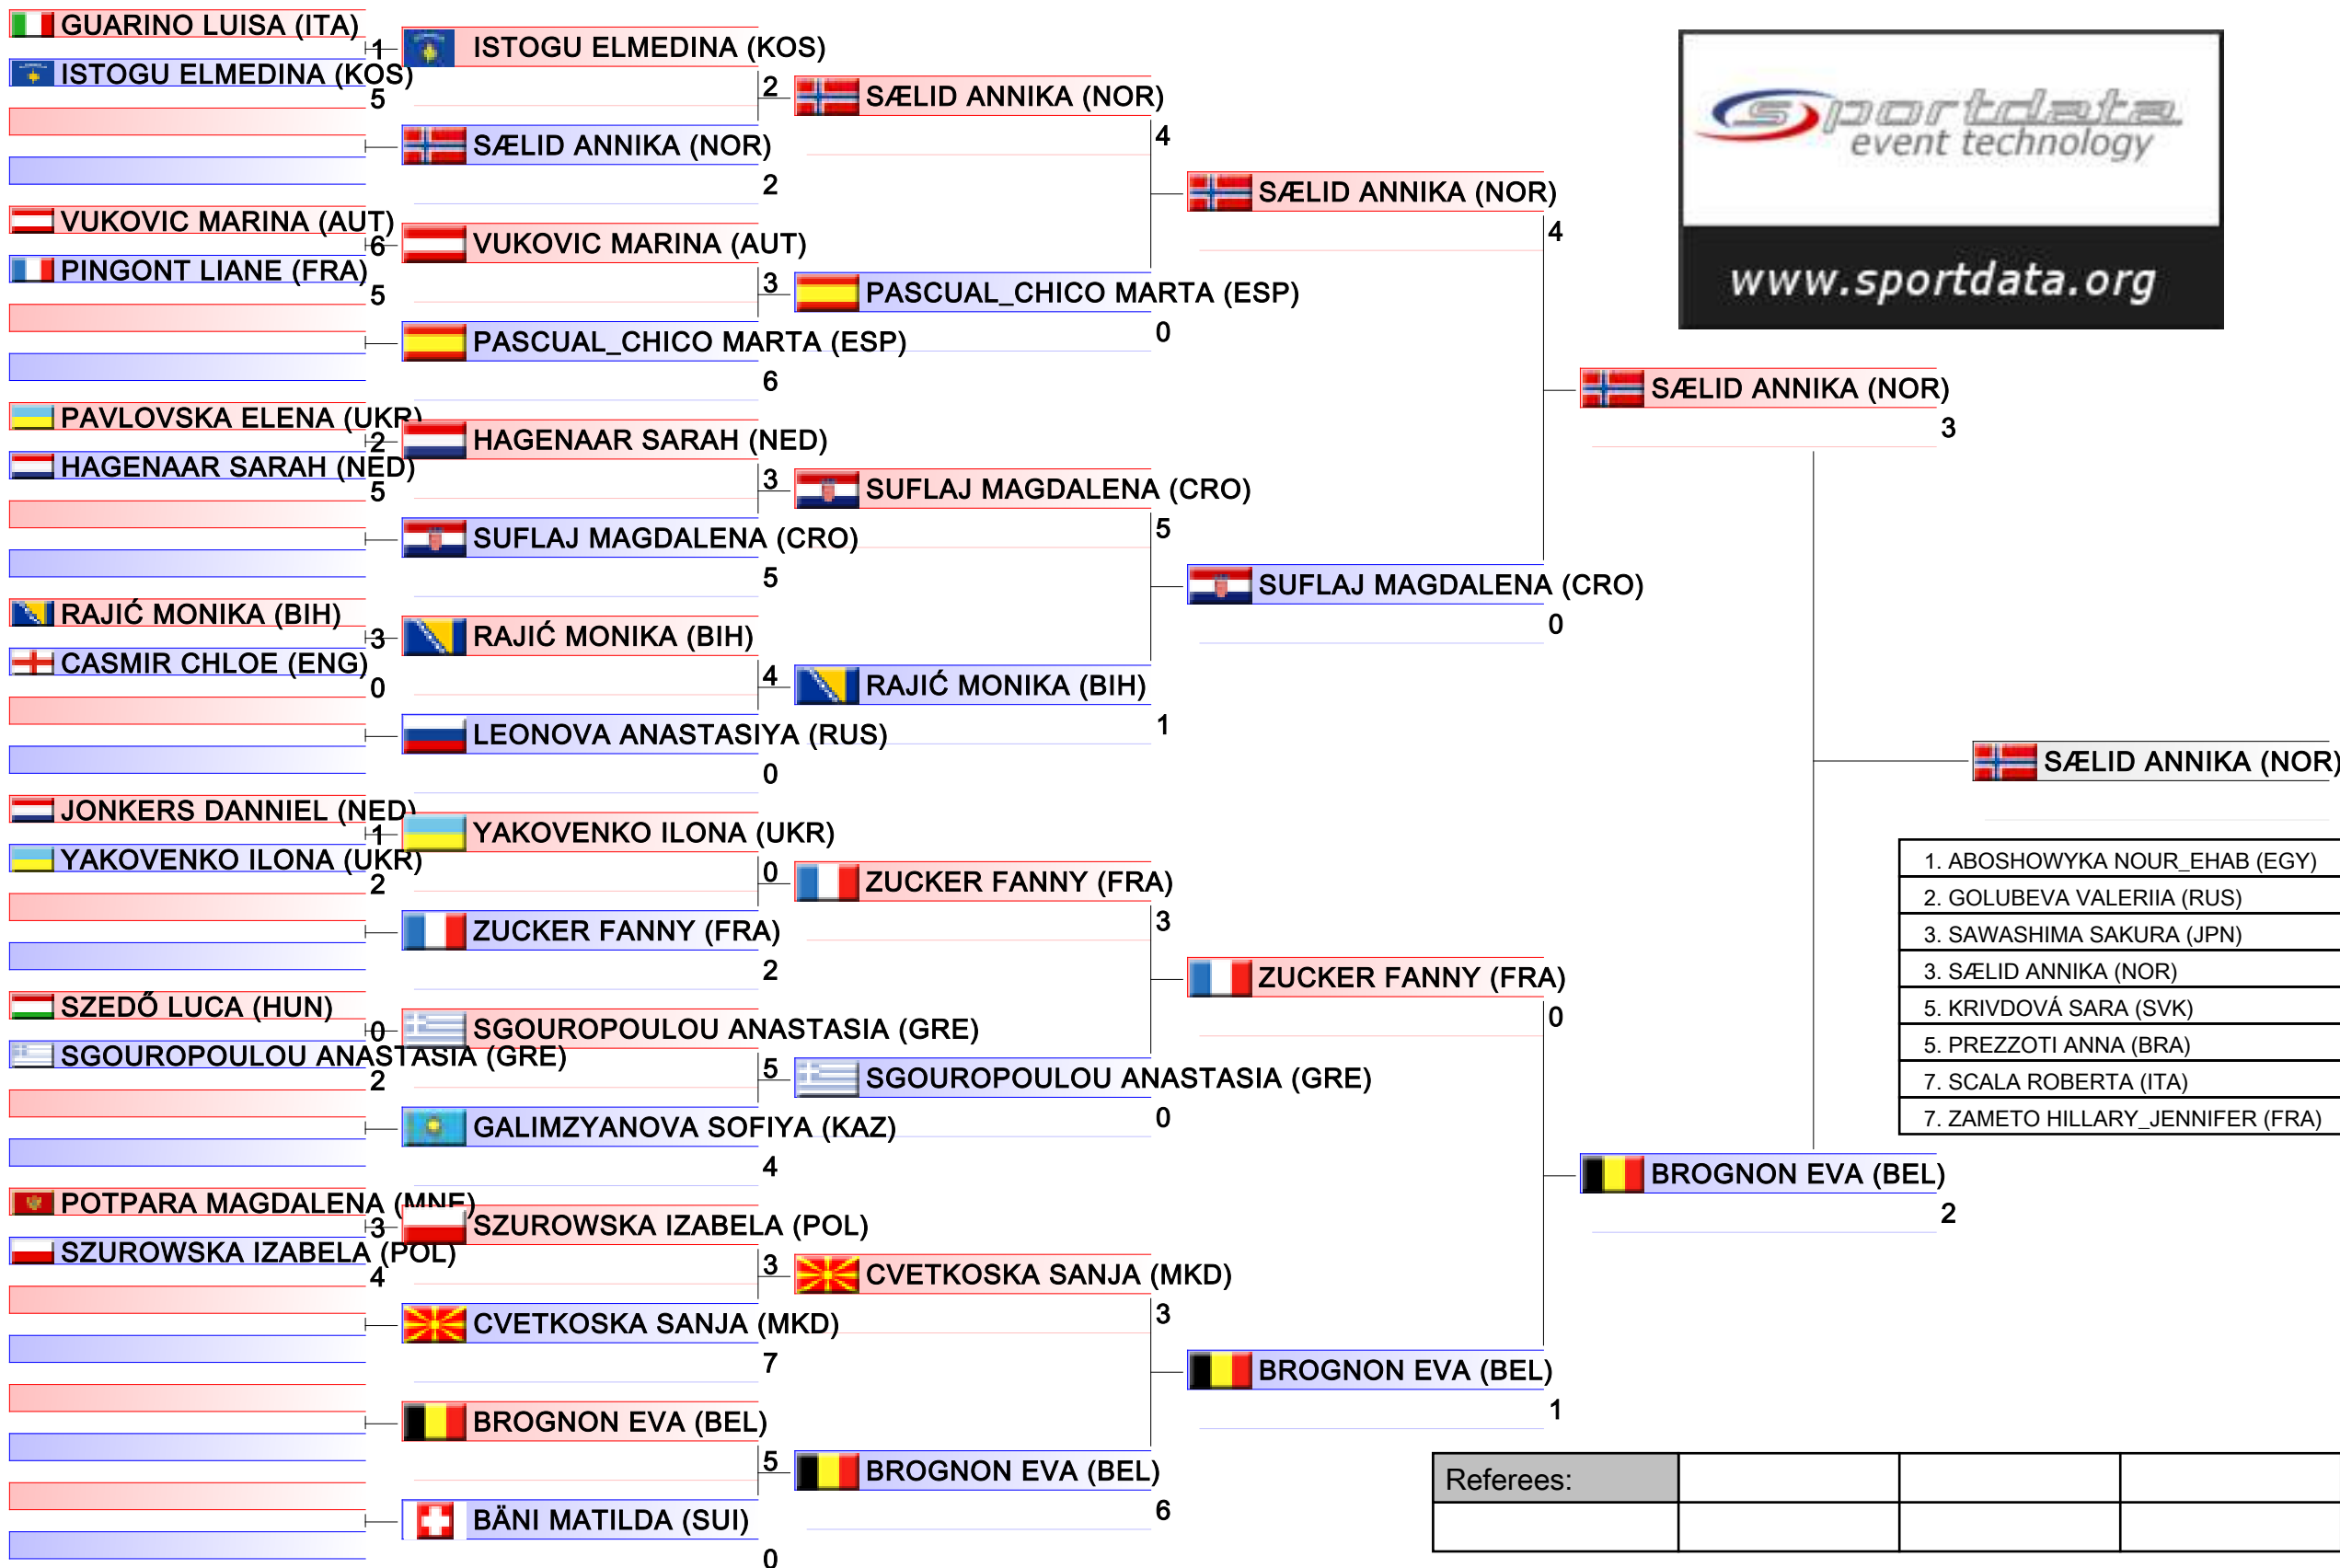 GUARINO LUISA (ITA)
1
ISTOGU ELMEDINA (KOS)
5
VUKOVIC MARINA (AUT)
6
PINGONT LIANE (FRA)
5
PAVLOVSKA ELENA (UKR)
2
HAGENAAR SARAH (NED)
5
RAJIĆ MONIKA (BIH)
3
CASMIR CHLOE (ENG)
0
JONKERS DANNIEL (NED)
1
YAKOVENKO ILONA (UKR)
2
SZEDŐ LUCA (HUN)
0
SGOUROPOULOU ANASTASIA (GRE)
2
POTPARA MAGDALENA (MNE)
3
SZUROWSKA IZABELA (POL)
4
ISTOGU ELMEDINA (KOS)
2
SÆLID ANNIKA (NOR)
2
VUKOVIC MARINA (AUT)
3
PASCUAL_CHICO MARTA (ESP)
6
HAGENAAR SARAH (NED)
3
SUFLAJ MAGDALENA (CRO)
5
RAJIĆ MONIKA (BIH)
4
LEONOVA ANASTASIYA (RUS)
0
YAKOVENKO ILONA (UKR)
0
ZUCKER FANNY (FRA)
2
SGOUROPOULOU ANASTASIA (GRE)
5
GALIMZYANOVA SOFIYA (KAZ)
4
SZUROWSKA IZABELA (POL)
3
CVETKOSKA SANJA (MKD)
7
BROGNON EVA (BEL)
5
BÄNI MATILDA (SUI)
0
SÆLID ANNIKA (NOR)
4
PASCUAL_CHICO MARTA (ESP)
0
SUFLAJ MAGDALENA (CRO)
5
RAJIĆ MONIKA (BIH)
1
ZUCKER FANNY (FRA)
3
SGOUROPOULOU ANASTASIA (GRE)
0
CVETKOSKA SANJA (MKD)
3
BROGNON EVA (BEL)
6
SÆLID ANNIKA (NOR)
4
SUFLAJ MAGDALENA (CRO)
0
ZUCKER FANNY (FRA)
0
BROGNON EVA (BEL)
1
SÆLID ANNIKA (NOR)
3
BROGNON EVA (BEL)
2
SÆLID ANNIKA (NOR)
sportdata
event technology
www.sportdata.org
1. ABOSHOWYKA NOUR_EHAB (EGY)
2. GOLUBEVA VALERIIA (RUS)
3. SAWASHIMA SAKURA (JPN)
3. SÆLID ANNIKA (NOR)
5. KRIVDOVÁ SARA (SVK)
5. PREZZOTI ANNA (BRA)
7. SCALA ROBERTA (ITA)
7. ZAMETO HILLARY_JENNIFER (FRA)
Referees: